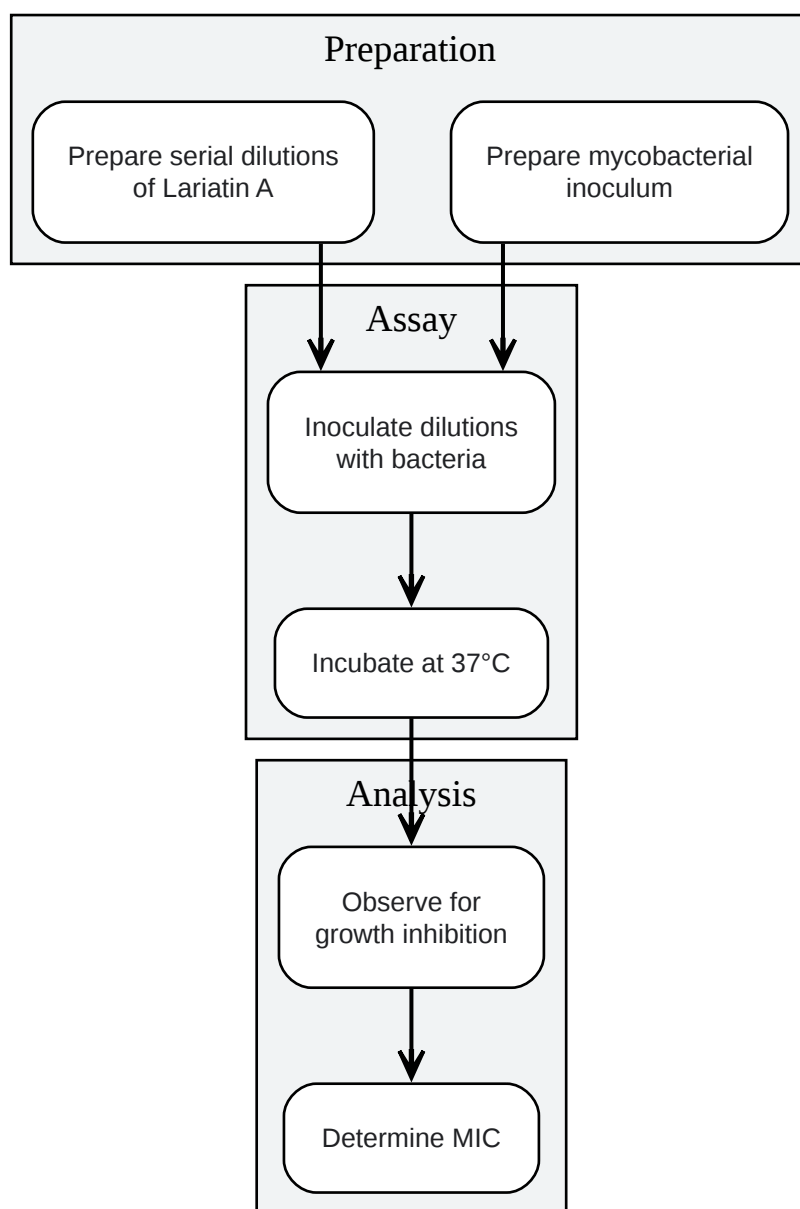 Preparation
Prepare serial dilutions
of Lariatin A
Prepare mycobacterial
inoculum
Assay
Inoculate dilutions
with bacteria
Incubate at 37°C
Analysis
Observe for
growth inhibition
Determine MIC